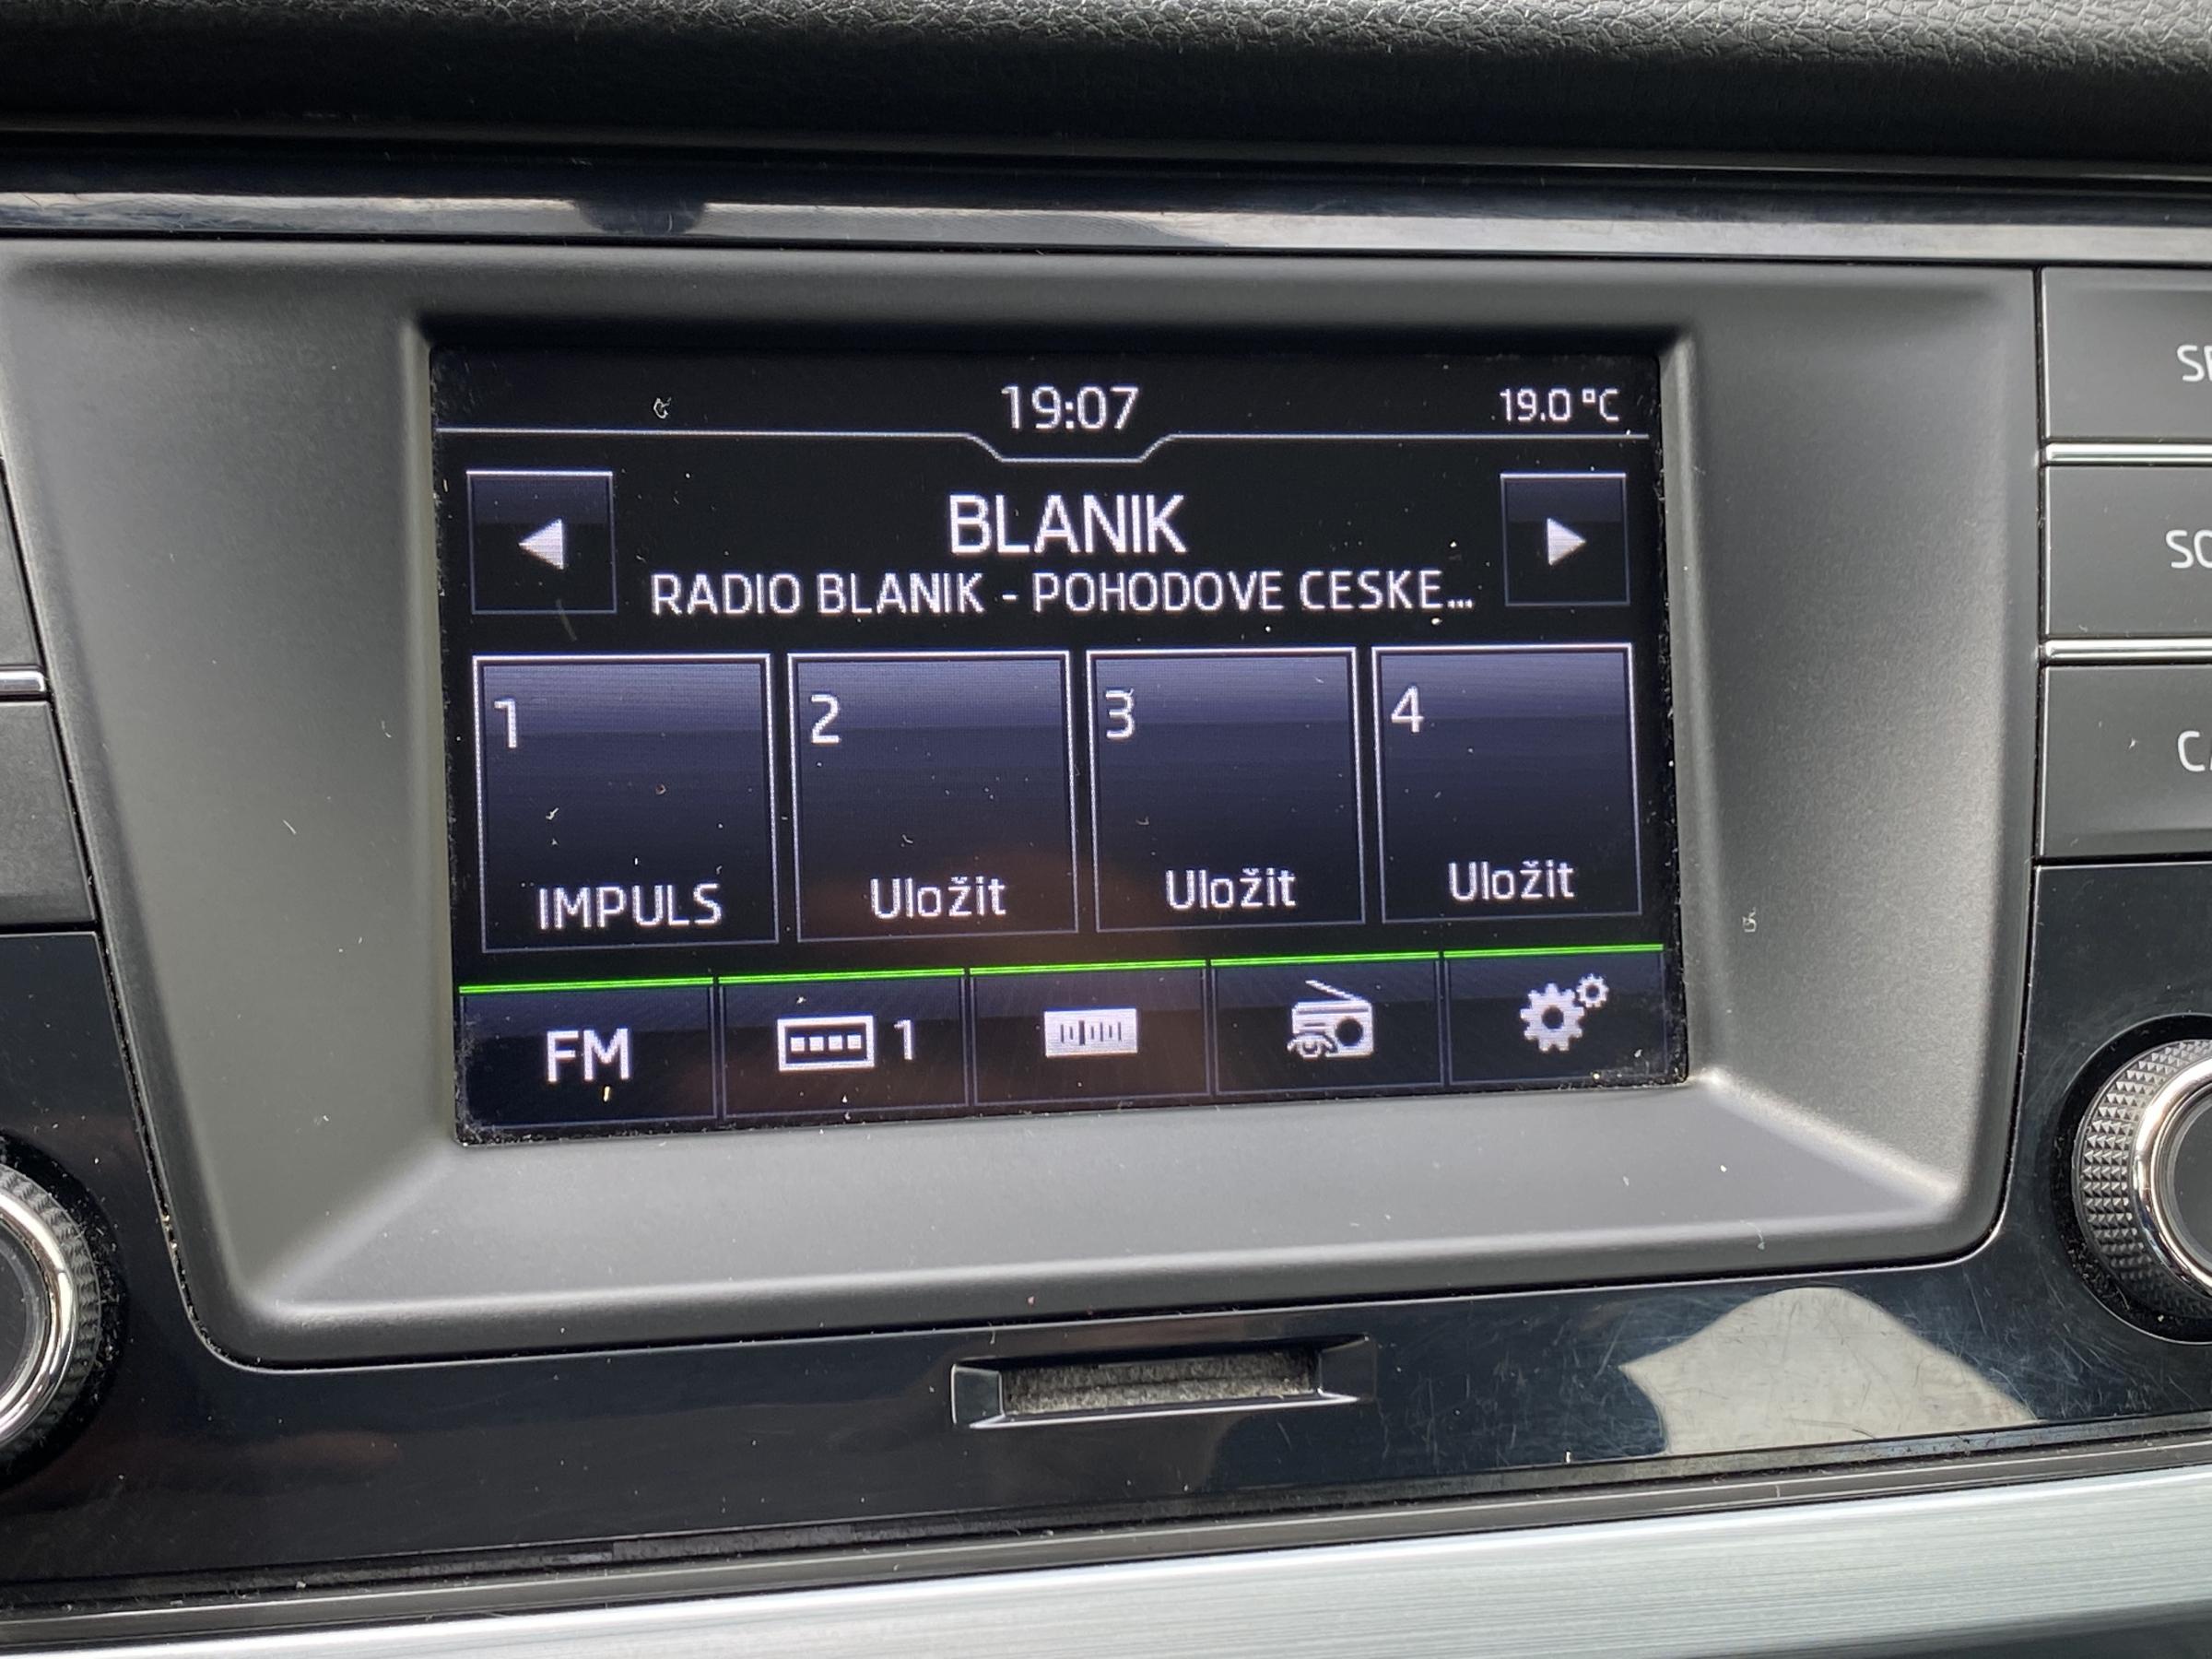 19:07 19.0 °C
BLANIK
RADIO BLANIK - POHODOVE CESKE...
1 2 3 4
IMPULS Uložit Uložit Uložit
FM 1